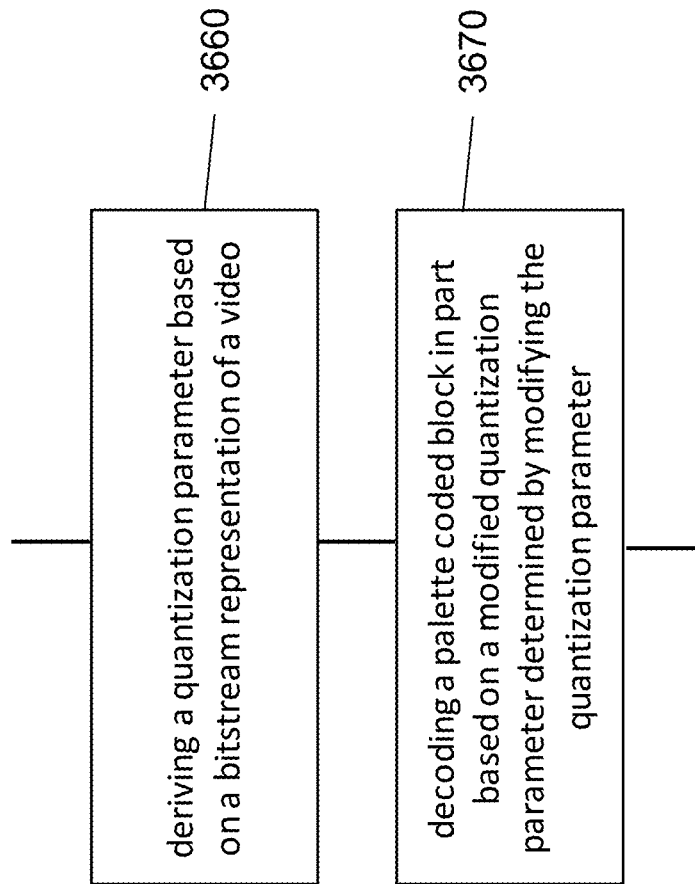 3660
deriving a quantization parameter based
on a bitstream representation of a video
3670
decoding a palette coded block in part
based on a modified quantization
parameter determined by modifying the
quantization parameter